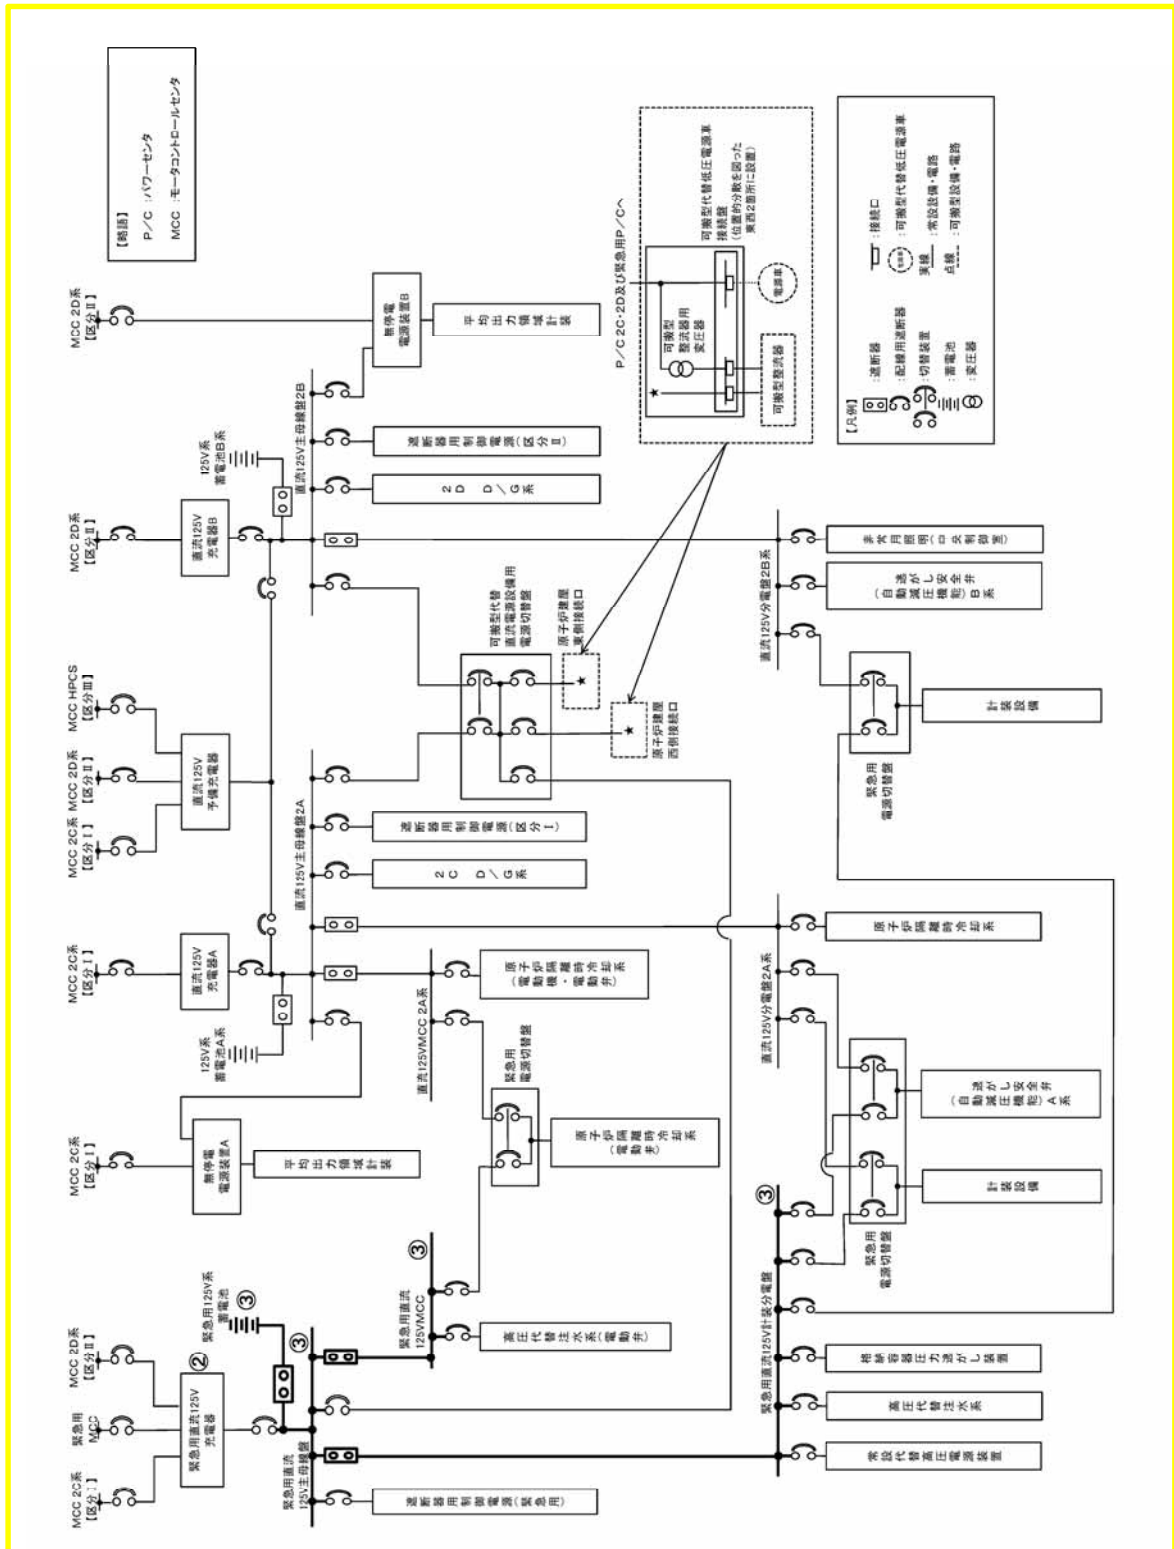 【略語】
P/C :パワーセンタ
MCC :モータコントロールセンタ
MCC 2C系
【区分Ⅰ】
緊急用
MCC
MCC 2D系
【区分Ⅱ】
②
緊急用直流125V
充電器
緊急用125V系
蓄電池
③
MCC 2C系
【区分Ⅰ】
無停電
電源装置A
平均出力領域計装
MCC 2C系
【区分Ⅰ】
直流125V
充電器A
125V系
蓄電池A系
MCC 2C系
【区分Ⅰ】
MCC 2D系
【区分Ⅱ】
MCC HPCS
【区分Ⅲ】
直流125V
予備充電器
MCC 2D系
【区分Ⅱ】
直流125V
充電器B
125V系
蓄電池B系
MCC 2D系
【区分Ⅱ】
無停電
電源装置B
平均出力領域計装
緊急用直流
125V主母線盤
③
遮断器用制御電源(緊急用)
直流125V主母線盤2A
2C D/G系
遮断器用制御電源(区分Ⅰ)
直流125V主母線盤2B
2D D/G系
遮断器用制御電源(区分Ⅱ)
緊急用直流
125VMCC
③
高圧代替注水系(電動弁)
直流125VMCC 2A系
原子炉隔離時冷却系
(電動機・電動弁)
緊急用
電源切替盤
原子炉隔離時冷却系
(電動弁)
可搬型代替
直流電源設備用
電源切替盤
原子炉建屋
西側接続口
★
原子炉建屋
東側接続口
★
P/C 2C・2D及び緊急用P/Cへ
可搬型
整流器用
変圧器
★
可搬型整流器
電源車
可搬型代替低圧電源車
接続盤
(位置的分散を図った
東西2箇所に設置)
緊急用直流125V計装分電盤
③
常設代替高圧電源装置
高圧代替注水系
格納容器圧力逃がし装置
緊急用
電源切替盤
計装設備
逃がし安全弁
(自動減圧機能)A系
直流125V分電盤2A系
原子炉隔離時冷却系
緊急用
電源切替盤
計装設備
直流125V分電盤2B系
逃がし安全弁
(自動減圧機能)B系
【凡例】
:遮断器
:配線用遮断器
:切替装置
:蓄電池
:変圧器
:接続口
電源車
:可搬型代替低圧電源車
実線 :常設設備・電路
点線 :可搬型設備・電路